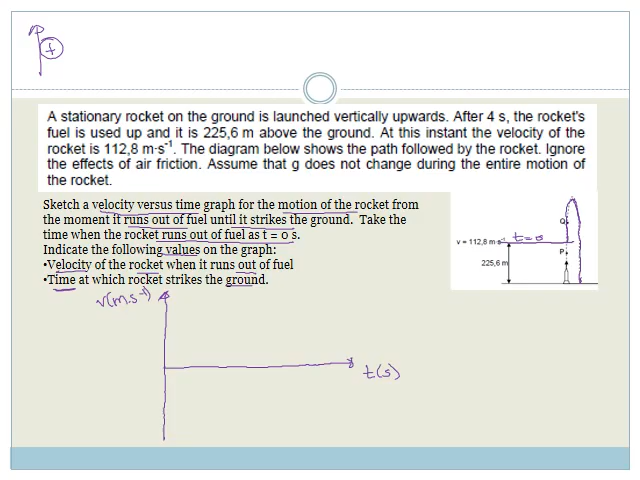 +
A stationary rocket on the ground is launched vertically upwards. After 4 s, the rocket's
fuel is used up and it is 225,6 m above the ground. At this instant the velocity of the
rocket is 112,8 m·s⁻¹. The diagram below shows the path followed by the rocket. Ignore
the effects of air friction. Assume that g does not change during the entire motion of
the rocket.
Sketch a velocity versus time graph for the motion of the rocket from
the moment it runs out of fuel until it strikes the ground. Take the
time when the rocket runs out of fuel as t = 0 s.
Indicate the following values on the graph:
•Velocity of the rocket when it runs out of fuel
•Time at which rocket strikes the ground.
Q
t=0
v = 112,8 m·s
P
225,6 m
v(m.s⁻¹)
t(s)